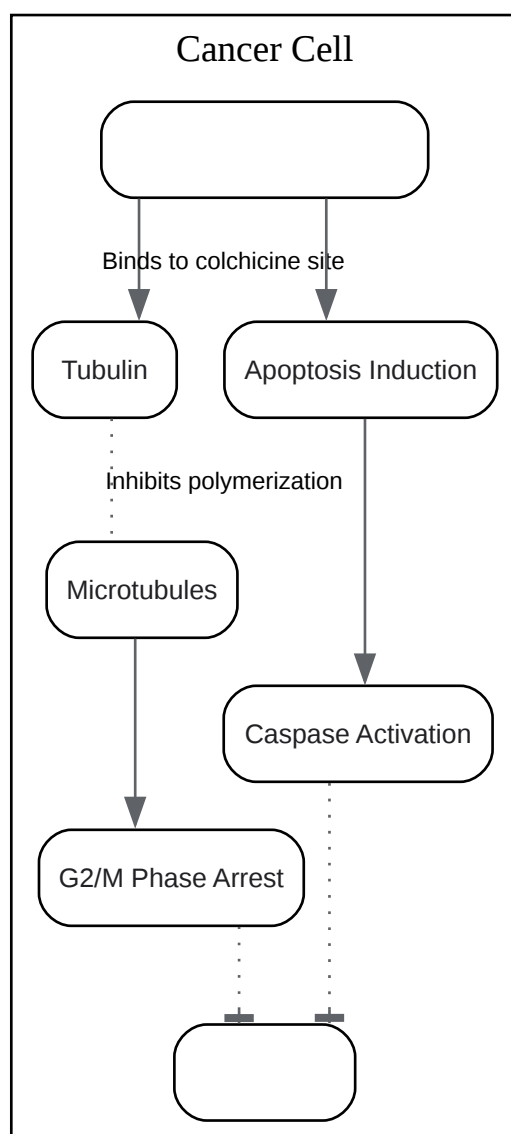 Cancer Cell
Binds to colchicine site
Tubulin
Apoptosis Induction
Inhibits polymerization
Microtubules
Caspase Activation
G2/M Phase Arrest